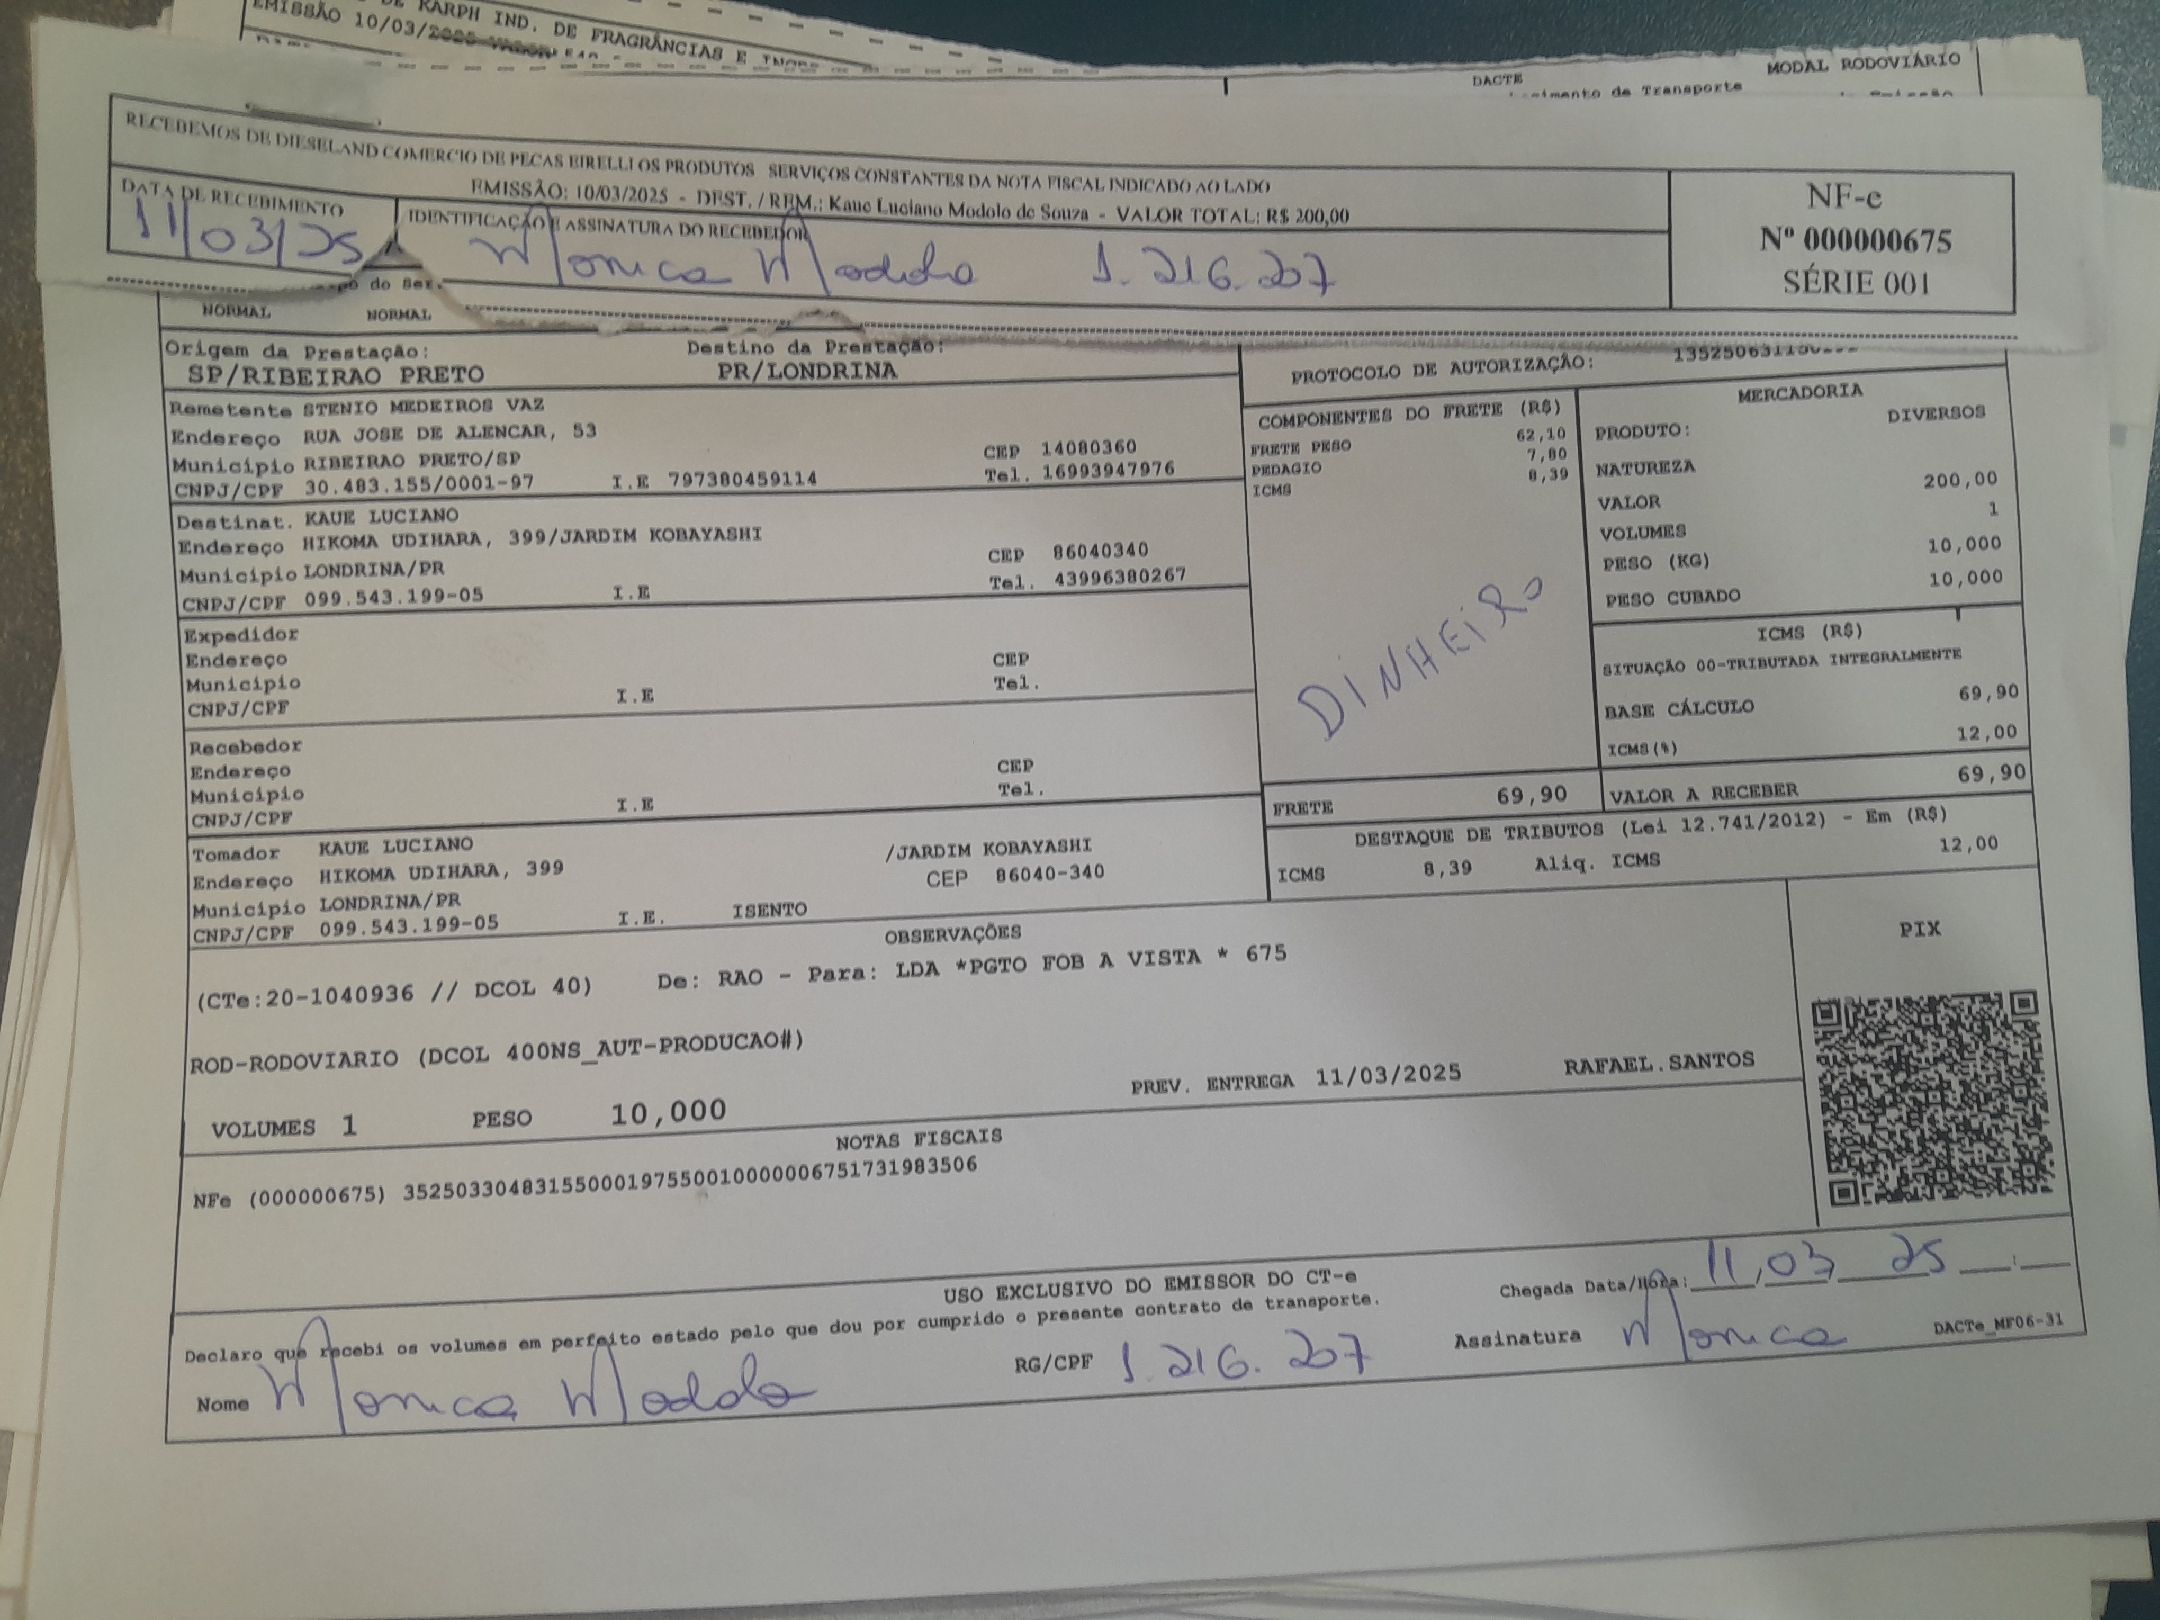 DE KARPH IND. DE FRAGRÂNCIAS E
EMISSÃO 10/03/
DACTE
MODAL RODOVIÁRIO
de Transporte
RECEBEMOS DE DIESELAND COMERCIO DE PECAS EIRELLI OS PRODUTOS SERVIÇOS CONSTANTES DA NOTA FISCAL INDICADO AO LADO
EMISSÃO: 10/03/2025 - DEST. / REM.: Kaue Luciano Modolo de Souza - VALOR TOTAL: R$ 200,00
NF-e
Nº 000000675
SÉRIE 001
DATA DE RECEBIMENTO
11/03/25
IDENTIFICAÇÃO E ASSINATURA DO RECEBEDOR
Monica 1.216.207
do Ser.
NORMAL NORMAL
Origem da Prestação: Destino da Prestação:
SP/RIBEIRAO PRETO PR/LONDRINA
PROTOCOLO DE AUTORIZAÇÃO:
Remetente STENIO MEDEIROS VAZ
Endereço RUA JOSE DE ALENCAR, 53
Município RIBEIRAO PRETO/SP CEP 14080360
CNPJ/CPF 30.483.155/0001-97 I.E 797380459114 Tel. 16993947976
Destinat. KAUE LUCIANO
Endereço HIKOMA UDIHARA, 399/JARDIM KOBAYASHI
Município LONDRINA/PR CEP 86040340
CNPJ/CPF 099.543.199-05 I.E Tel. 43996380267
Expedidor
Endereço
Município CEP
CNPJ/CPF I.E Tel.
Recebedor
Endereço
Município CEP
CNPJ/CPF I.E Tel.
Tomador KAUE LUCIANO
Endereço HIKOMA UDIHARA, 399 /JARDIM KOBAYASHI
Município LONDRINA/PR CEP 86040-340
CNPJ/CPF 099.543.199-05 I.E. ISENTO
COMPONENTES DO FRETE (R$)
FRETE PESO 62,10
PEDAGIO 7,80
ICMS 8,39
DINHEIRO
FRETE 69,90
MERCADORIA
PRODUTO: DIVERSOS
NATUREZA
VALOR 200,00
VOLUMES 1
PESO (KG) 10,000
PESO CUBADO 10,000
ICMS (R$)
SITUAÇÃO 00-TRIBUTADA INTEGRALMENTE
BASE CÁLCULO 69,90
ICMS(%) 12,00
VALOR A RECEBER 69,90
DESTAQUE DE TRIBUTOS (Lei 12.741/2012) - Em (R$)
ICMS 8,39 Aliq. ICMS 12,00
OBSERVAÇÕES
(CTe:20-1040936 // DCOL 40) De: RAO - Para: LDA *PGTO FOB A VISTA * 675
ROD-RODOVIARIO (DCOL 400NS_AUT-PRODUCAO#)
PREV. ENTREGA 11/03/2025 RAFAEL.SANTOS
VOLUMES 1 PESO 10,000
PIX
NOTAS FISCAIS
NFe (000000675) 35250330483155000197550010000006751731983506
USO EXCLUSIVO DO EMISSOR DO CT-e
Declaro que recebi os volumes em perfeito estado pelo que dou por cumprido o presente contrato de transporte.
Chegada Data/Hora: 11/03 25 __:__
Nome Monica RG/CPF 1.216.207 Assinatura Monica
DACTe_MF06-31